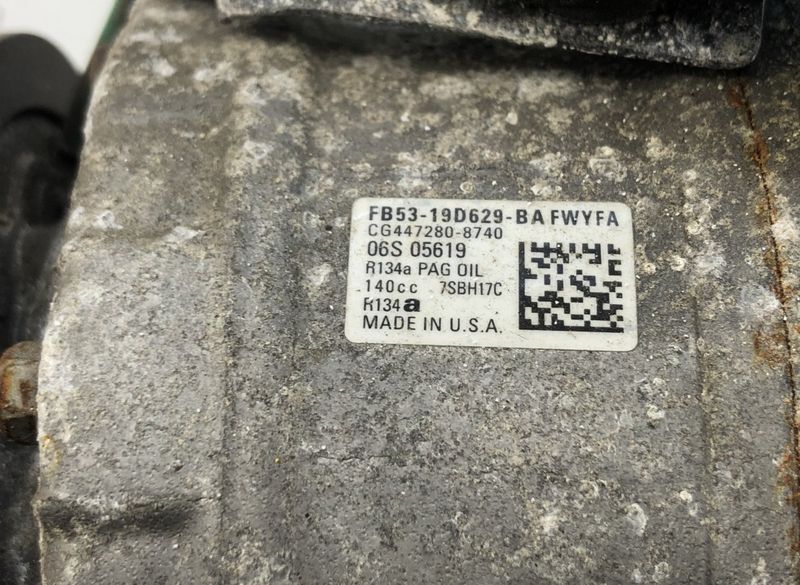 FB53-19D629-BA FWYFA
CG447280-8740
06S 05619
R134a PAG OIL
140cc 7SBH17C
R134a
MADE IN U.S.A.